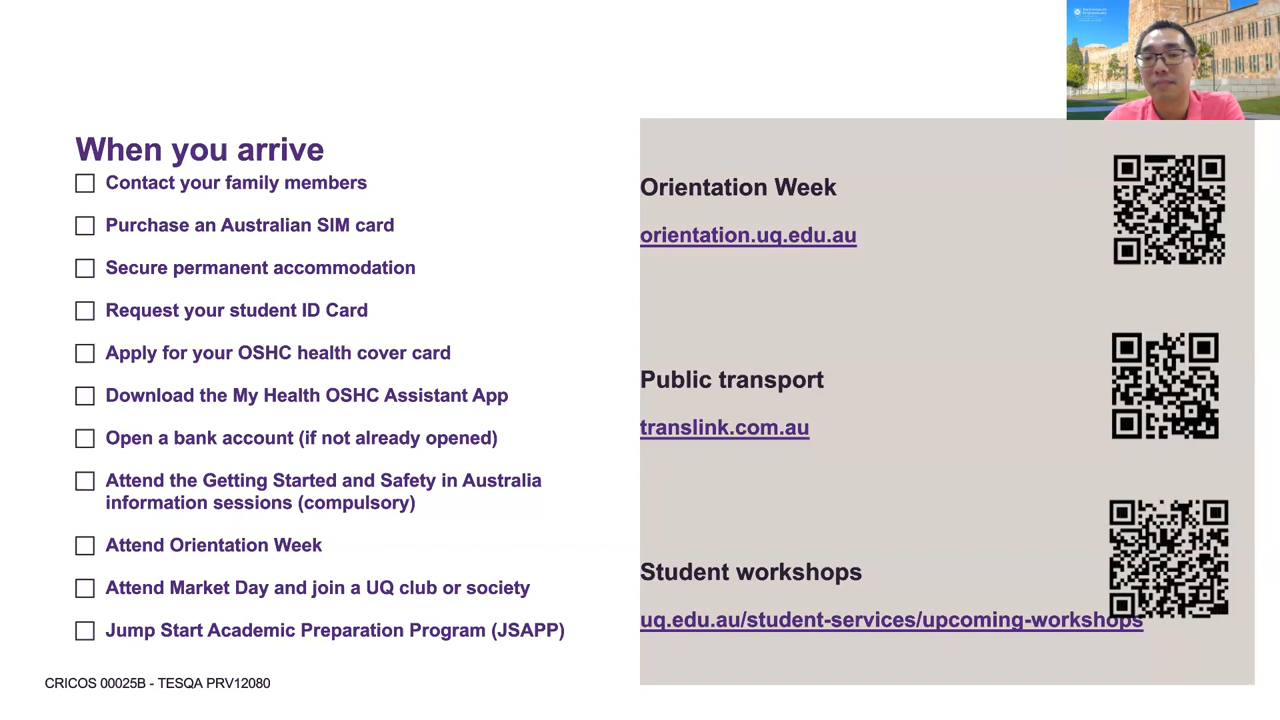 When you arrive
Contact your family members
Purchase an Australian SIM card
Secure permanent accommodation
Request your student ID Card
Apply for your OSHC health cover card
Download the My Health OSHC Assistant App
Open a bank account (if not already opened)
Attend the Getting Started and Safety in Australia
information sessions (compulsory)
Attend Orientation Week
Attend Market Day and join a UQ club or society
Jump Start Academic Preparation Program (JSAPP)
CRICOS 00025B - TESQA PRV12080
Orientation Week
orientation.uq.edu.au
Public transport
translink.com.au
Student workshops
uq.edu.au/student-services/upcoming-workshops